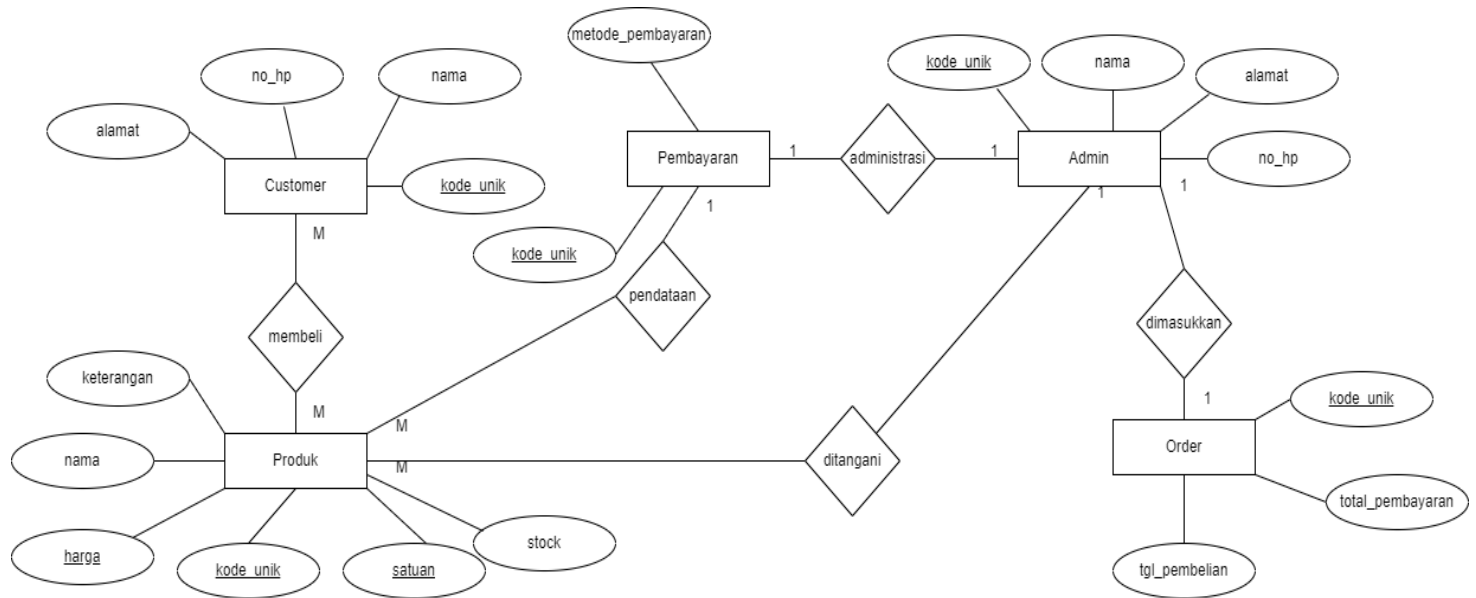 metode_pembayaran
kode_unik
nama
alamat
no_hp
nama
alamat
Pembayaran
1
administrasi
1
Admin
no_hp
Customer
kode_unik
1
1
1
M
kode_unik
pendataan
membeli
dimasukkan
keterangan
M
M
1
kode_unik
nama
Produk
M
ditangani
Order
harga
kode_unik
satuan
stock
total_pembayaran
tgl_pembelian